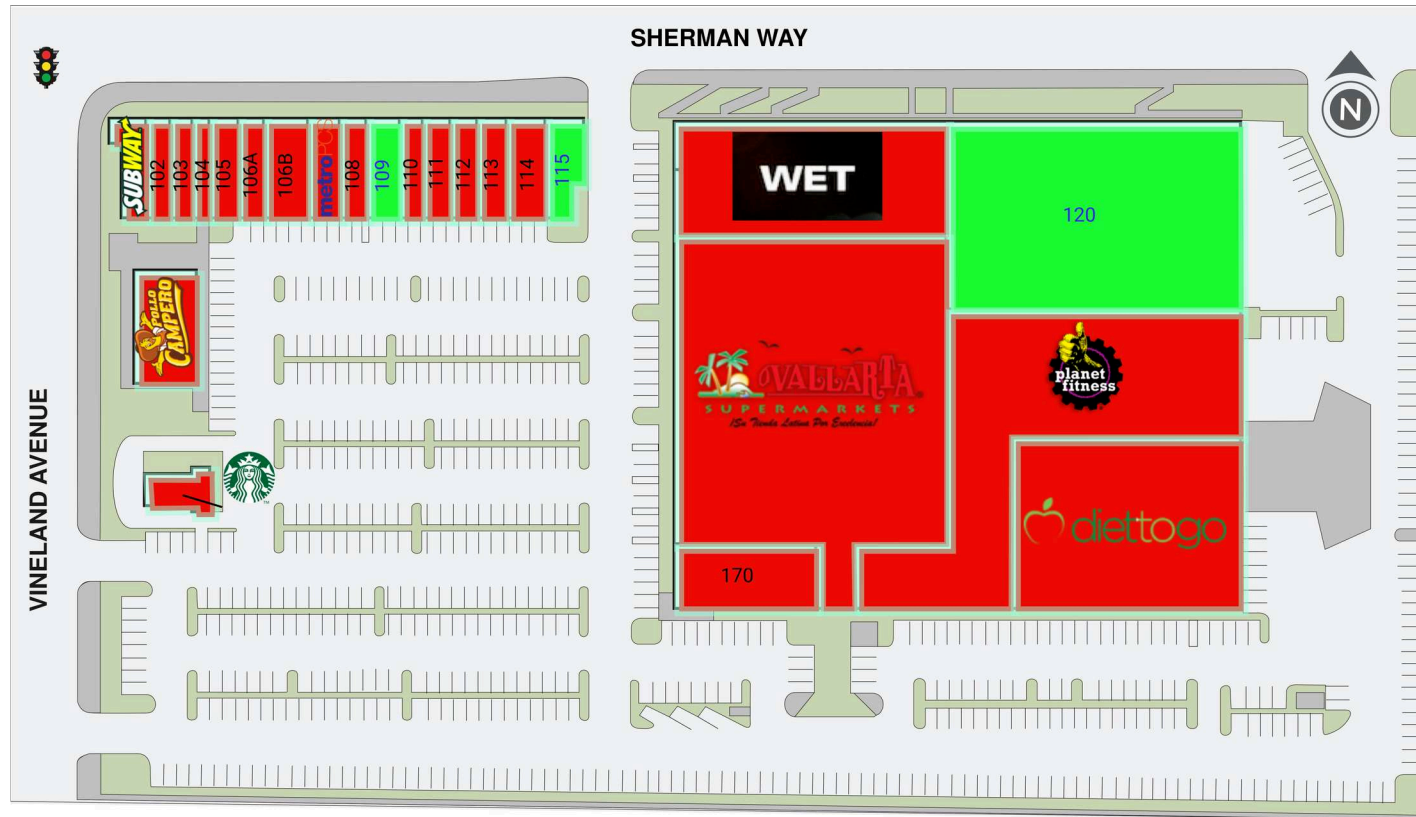 SHERMAN WAY
N
SUBWAY
102
103
104
105
106A
106B
metroPCS
108
109
110
111
112
113
114
115
WET
120
POLLO
CAMPERO
VALLARTA
SUPERMARKETS
¡Su Tienda Latina Por Excelencia!
planet
fitness
VINELAND AVENUE
diettogo
170